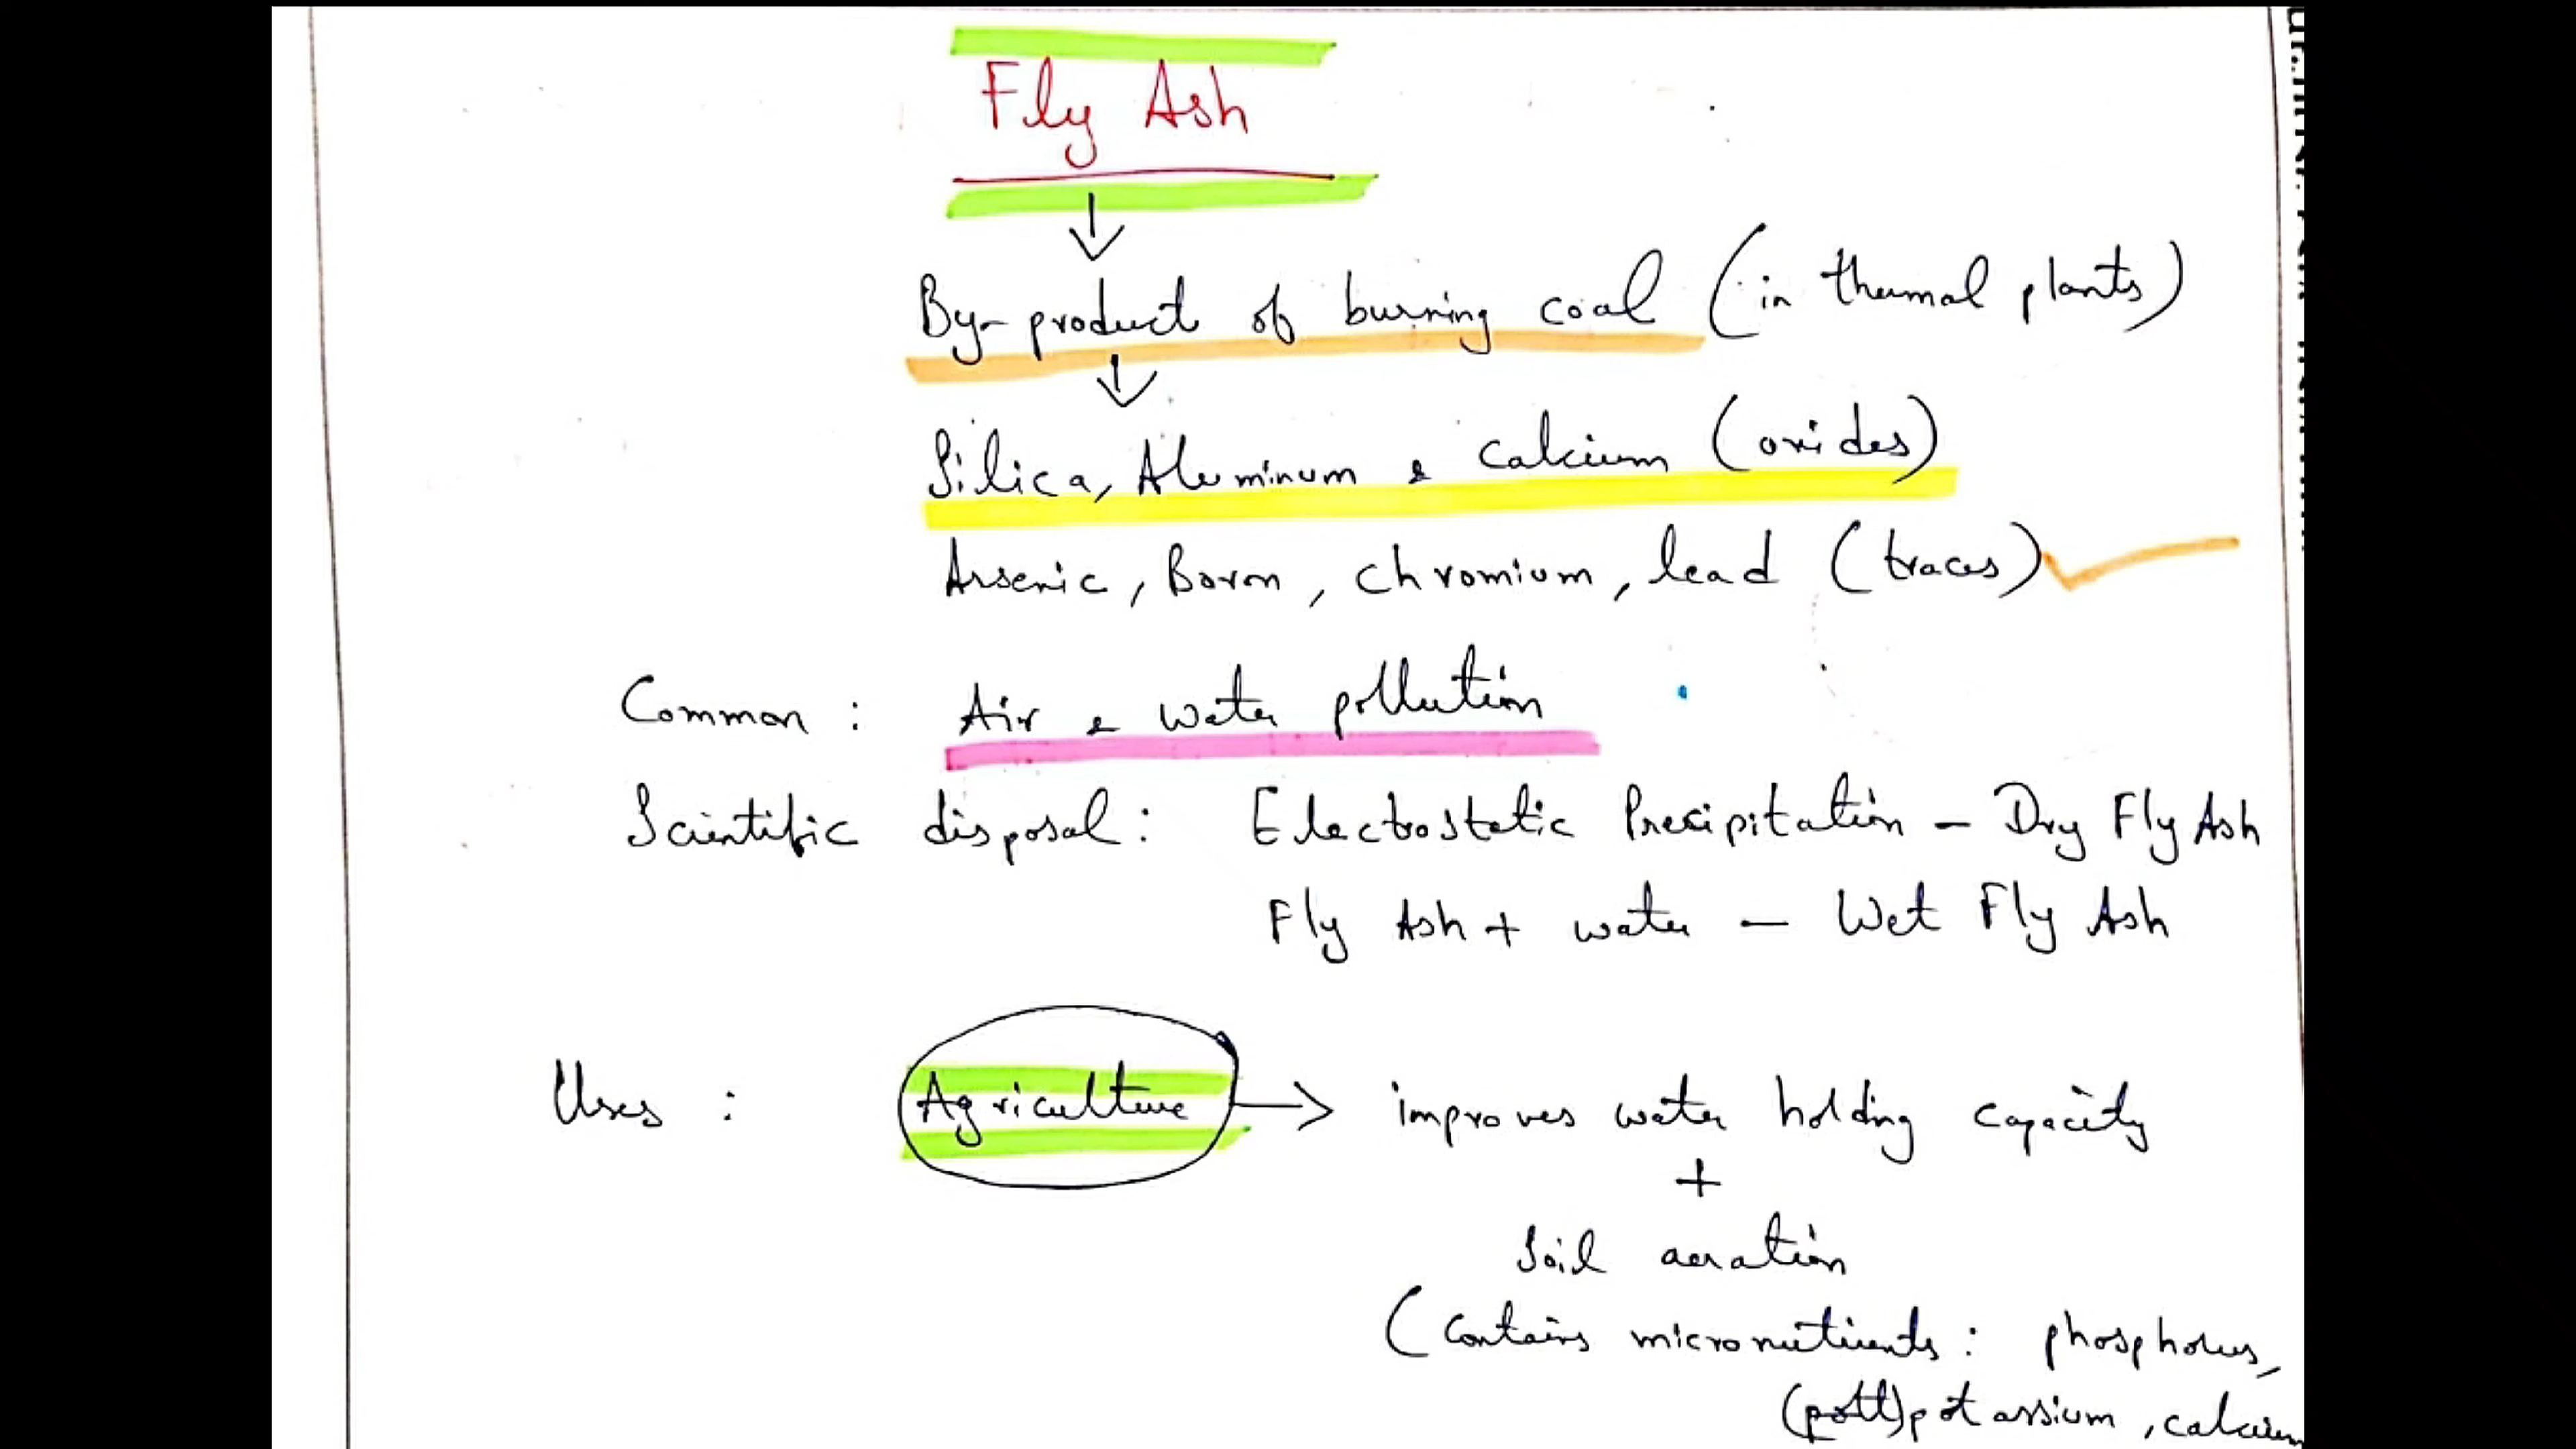 Fly Ash
By-product of burning coal (in thermal plants)
Silica, Aluminum & calcium (oxides)
Arsenic, Boron, chromium, lead (traces)
Common : Air & water pollution
Scientific disposal : Electrostatic Precipitation - Dry Fly Ash
Fly Ash + water - Wet Fly Ash
Uses : Agriculture → improves water holding capacity
+
Soil aeration
(contains micronutrients : phosphorus,
(pott) potassium, calcium